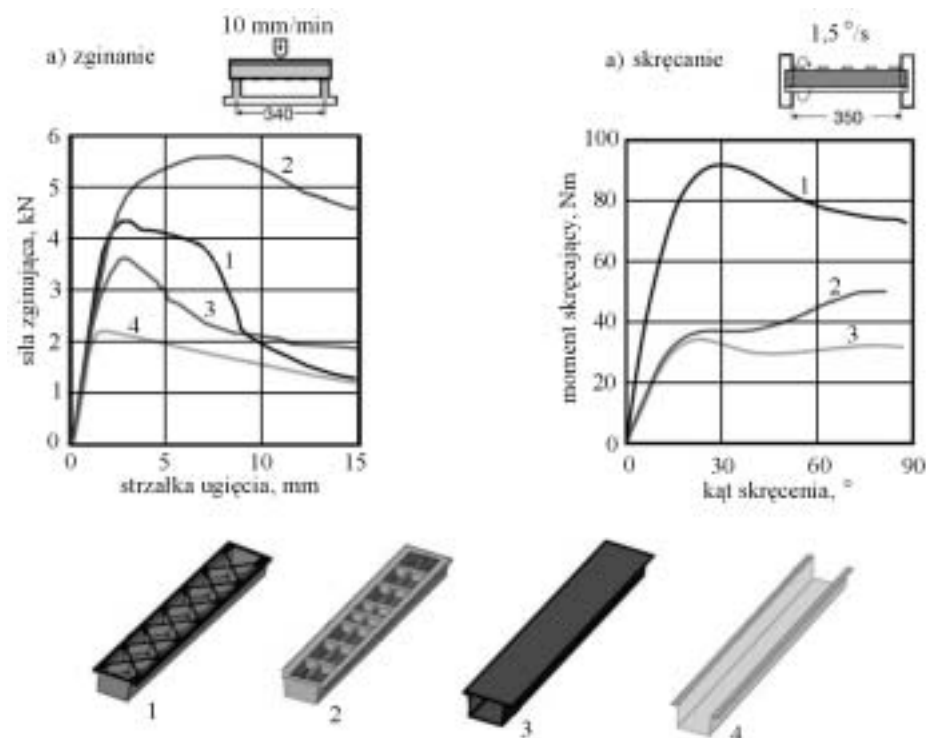 10 mm/min
a) zginanie
340
6
5
4
3
2
1
0
siła zginająca, kN
2
1
3
4
0 5 10 15
strzałka ugięcia, mm
1,5 °/s
a) skręcanie
350
100
80
60
40
20
0
moment skręcający, Nm
1
2
3
0 30 60 90
kąt skręcenia, °
1
2
3
4